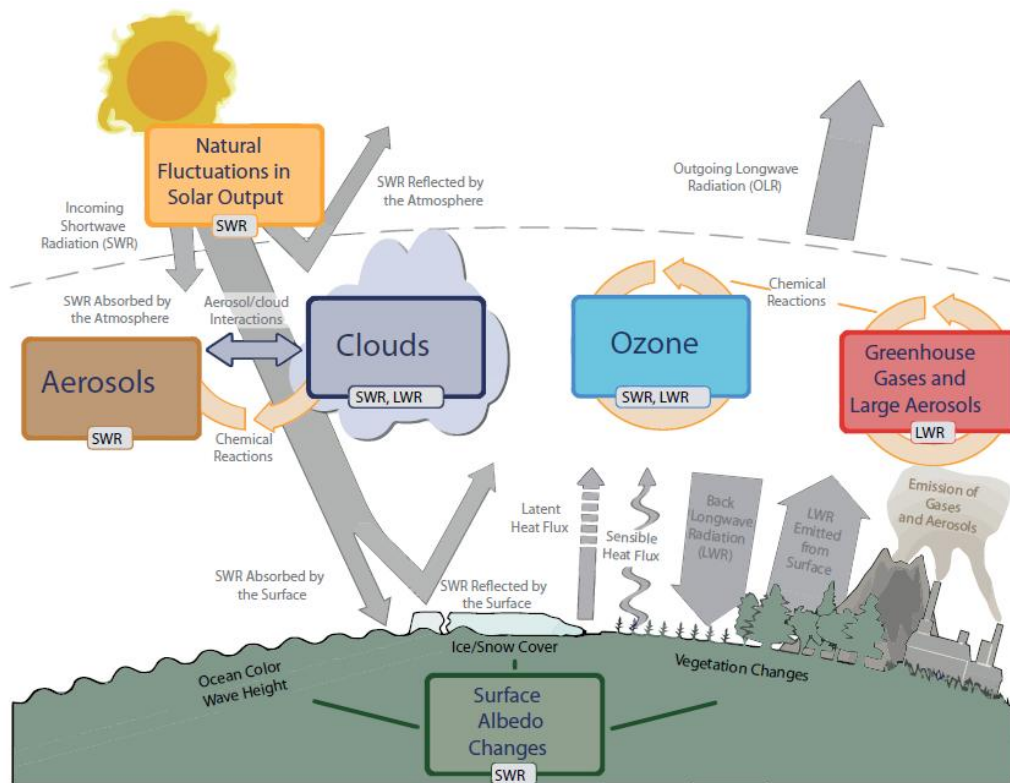 Natural
Fluctuations in
Solar Output
SWR
Incoming
Shortwave
Radiation (SWR)
SWR Reflected by
the Atmosphere
Outgoing Longwave
Radiation (OLR)
SWR Absorbed by
the Atmosphere
Aerosol/cloud
Interactions
Chemical
Reactions
Aerosols
SWR
Clouds
SWR, LWR
Ozone
SWR, LWR
Greenhouse
Gases and
Large Aerosols
LWR
Chemical
Reactions
Latent
Heat Flux
Sensible
Heat Flux
Back
Longwave
Radiation
(LWR)
LWR
Emitted
from
Surface
Emission of
Gases
and Aerosols
SWR Absorbed by
the Surface
SWR Reflected by
the Surface
Ice/Snow Cover
Ocean Color
Wave Height
Vegetation Changes
Surface
Albedo
Changes
SWR